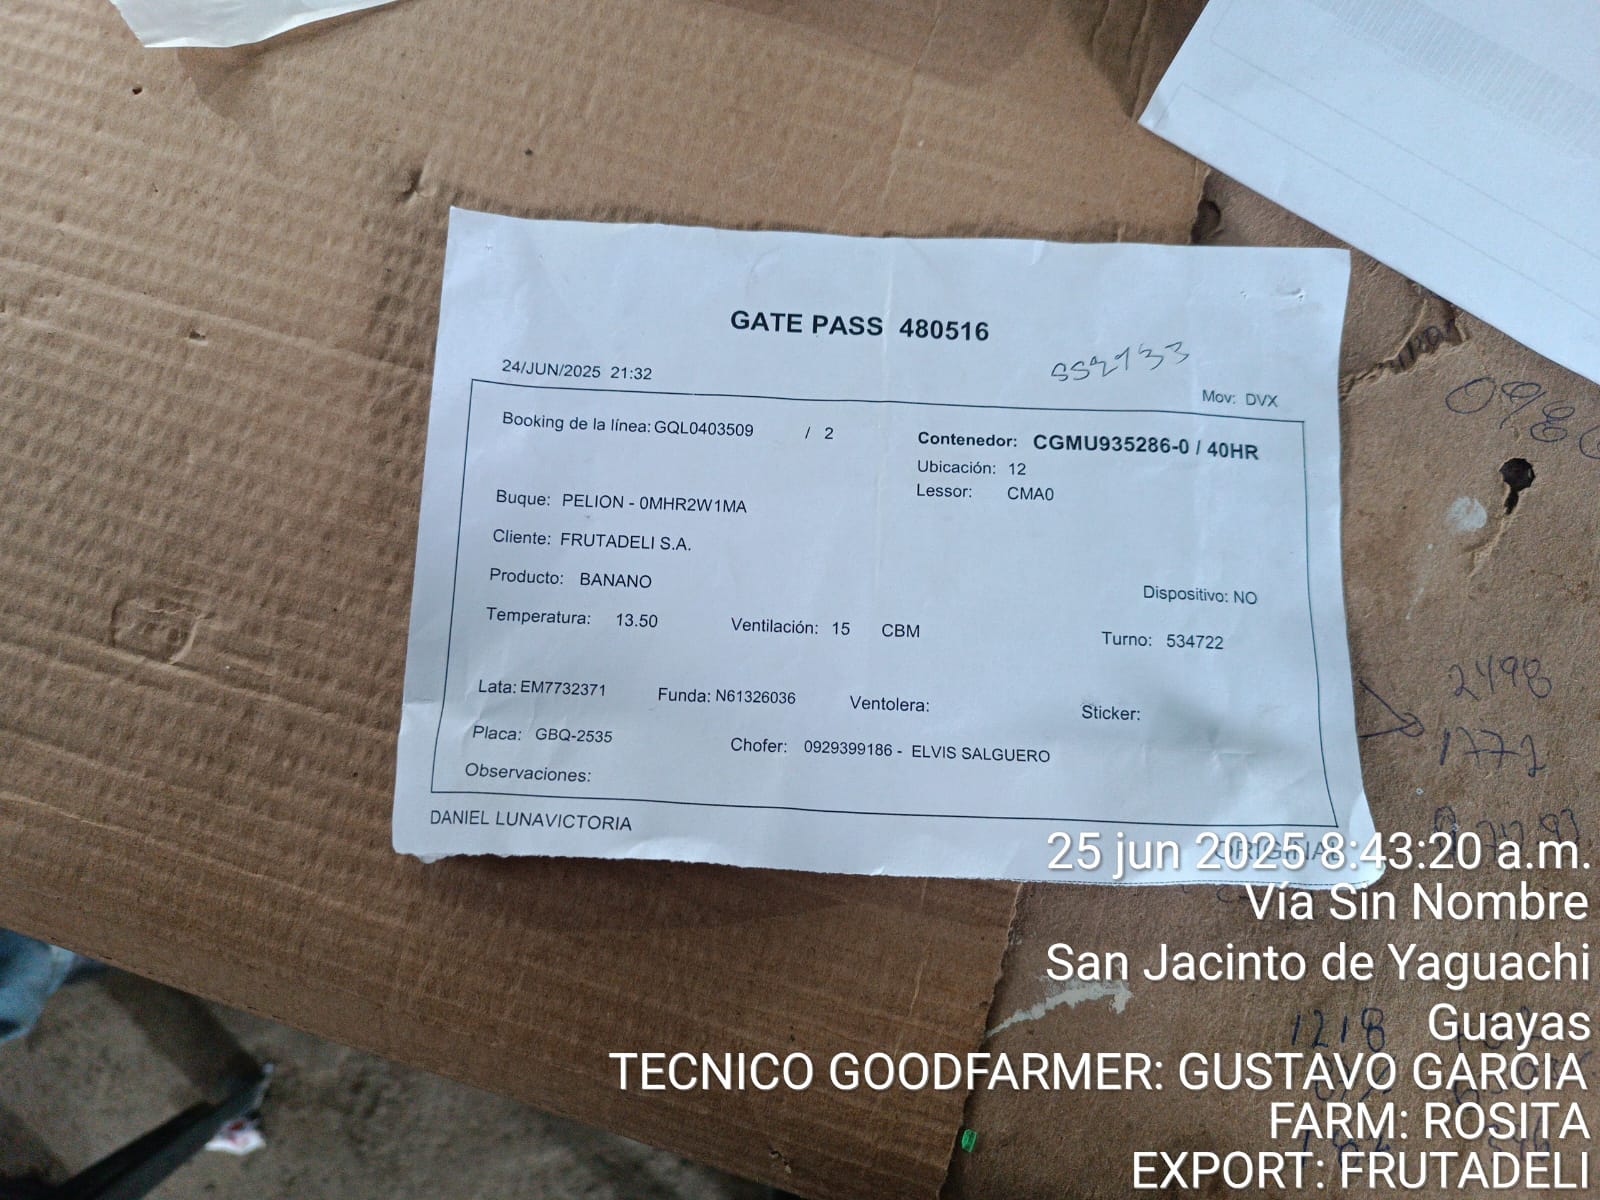 GATE PASS 480516
24/JUN/2025 21:32
SS2933
Mov: DVX
Booking de la línea: GQL0403509 / 2
Contenedor: CGMU935286-0 / 40HR
Ubicación: 12
Lessor: CMA0
Buque: PELION - 0MHR2W1MA
Cliente: FRUTADELI S.A.
Producto: BANANO
Dispositivo: NO
Temperatura: 13.50 Ventilación: 15 CBM
Turno: 534722
Lata: EM7732371 Funda: N61326036 Ventolera: Sticker:
Placa: GBQ-2535 Chofer: 0929399186 - ELVIS SALGUERO
Observaciones:
DANIEL LUNAVICTORIA
ORIGINAL
2498
1772
1218
25 jun 2025 8:43:20 a.m.
Vía Sin Nombre
San Jacinto de Yaguachi
Guayas
TECNICO GOODFARMER: GUSTAVO GARCIA
FARM: ROSITA
EXPORT: FRUTADELI